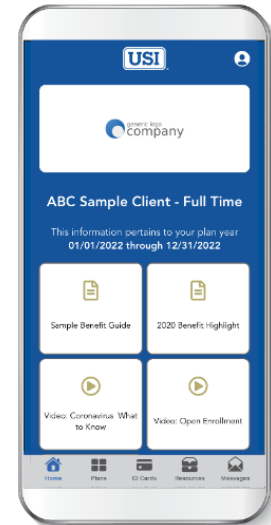 USI
generic logo
company
ABC Sample Client - Full Time
This information pertains to your plan year
01/01/2022 through 12/31/2022
Sample Benefit Guide
2020 Benefit Highlight
Video: Coronavirus What
to Know
Video: Open Enrollment
Home
Plans
ID Cards
Resources
Messages